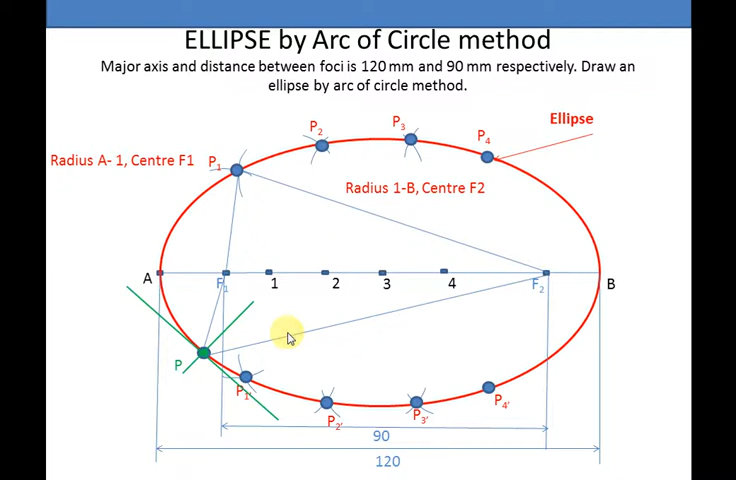 ELLIPSE by Arc of Circle method
Major axis and distance between foci is 120 mm and 90 mm respectively. Draw an
ellipse by arc of circle method.
Ellipse
P2
P3
P4
Radius A- 1, Centre F1
P1
Radius 1-B, Centre F2
A
F1
1
2
3
4
F2
B
P
P1'
P2'
P3'
P4'
90
120